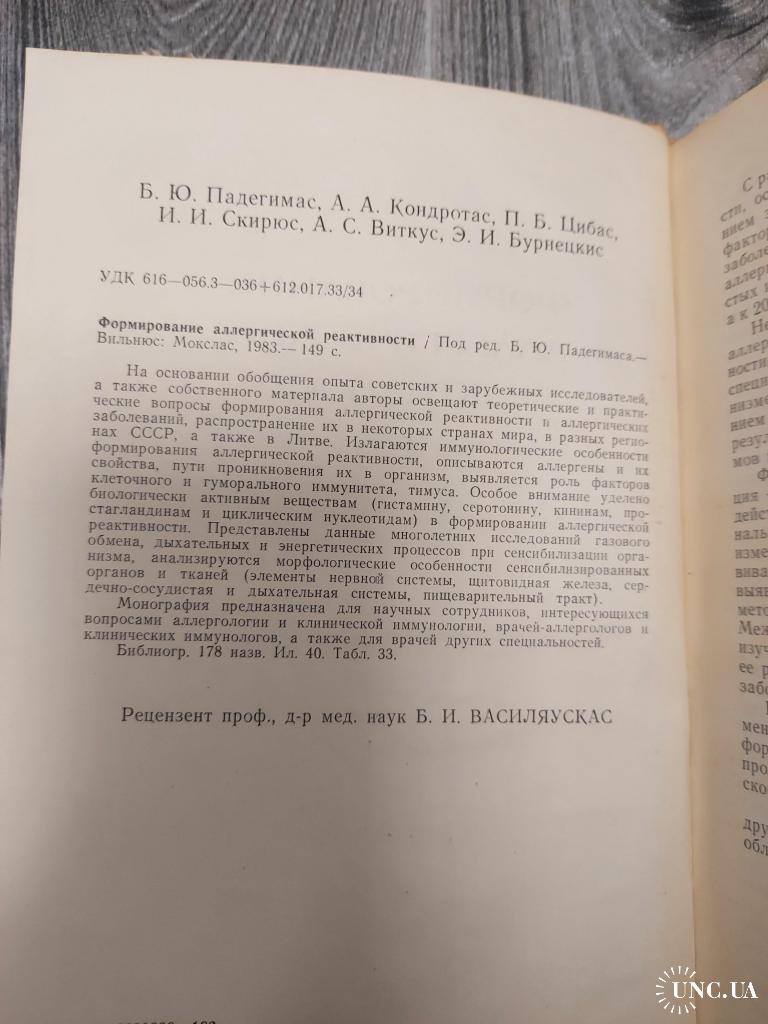 Б. Ю. Падегимас, А. А. Кондротас, П. Б. Цибас,
И. И. Скирюс, А. С. Виткус, Э. И. Бурнецкис
УДК 616—056.3—036+612.017.33/34
Формирование аллергической реактивности / Под ред. Б. Ю. Падегимаса.—
Вильнюс: Мокслас, 1983.— 149 с.
На основании обобщения опыта советских и зарубежных исследователей,
а также собственного материала авторы освещают теоретические и практи-
ческие вопросы формирования аллергической реактивности и аллергических
заболеваний, распространение их в некоторых странах мира, в разных регио-
нах СССР, а также в Литве. Излагаются иммунологические особенности
формирования аллергической реактивности, описываются аллергены и их
свойства, пути проникновения их в организм, выявляется роль факторов
клеточного и гуморального иммунитета, тимуса. Особое внимание уделено
биологически активным веществам (гистамину, серотонину, кининам, про-
стагландинам и циклическим нуклеотидам) в формировании аллергической
реактивности. Представлены данные многолетних исследований газового
обмена, дыхательных и энергетических процессов при сенсибилизации орга-
низма, анализируются морфологические особенности сенсибилизированных
органов и тканей (элементы нервной системы, щитовидная железа, сер-
дечно-сосудистая и дыхательная системы, пищеварительный тракт).
Монография предназначена для научных сотрудников, интересующихся
вопросами аллергологии и клинической иммунологии, врачей-аллергологов и
клинических иммунологов, а также для врачей других специальностей.
Библиогр. 178 назв. Ил. 40. Табл. 33.
Рецензент проф., д-р мед. наук Б. И. ВАСИЛЯУСКАС
UNC.UA